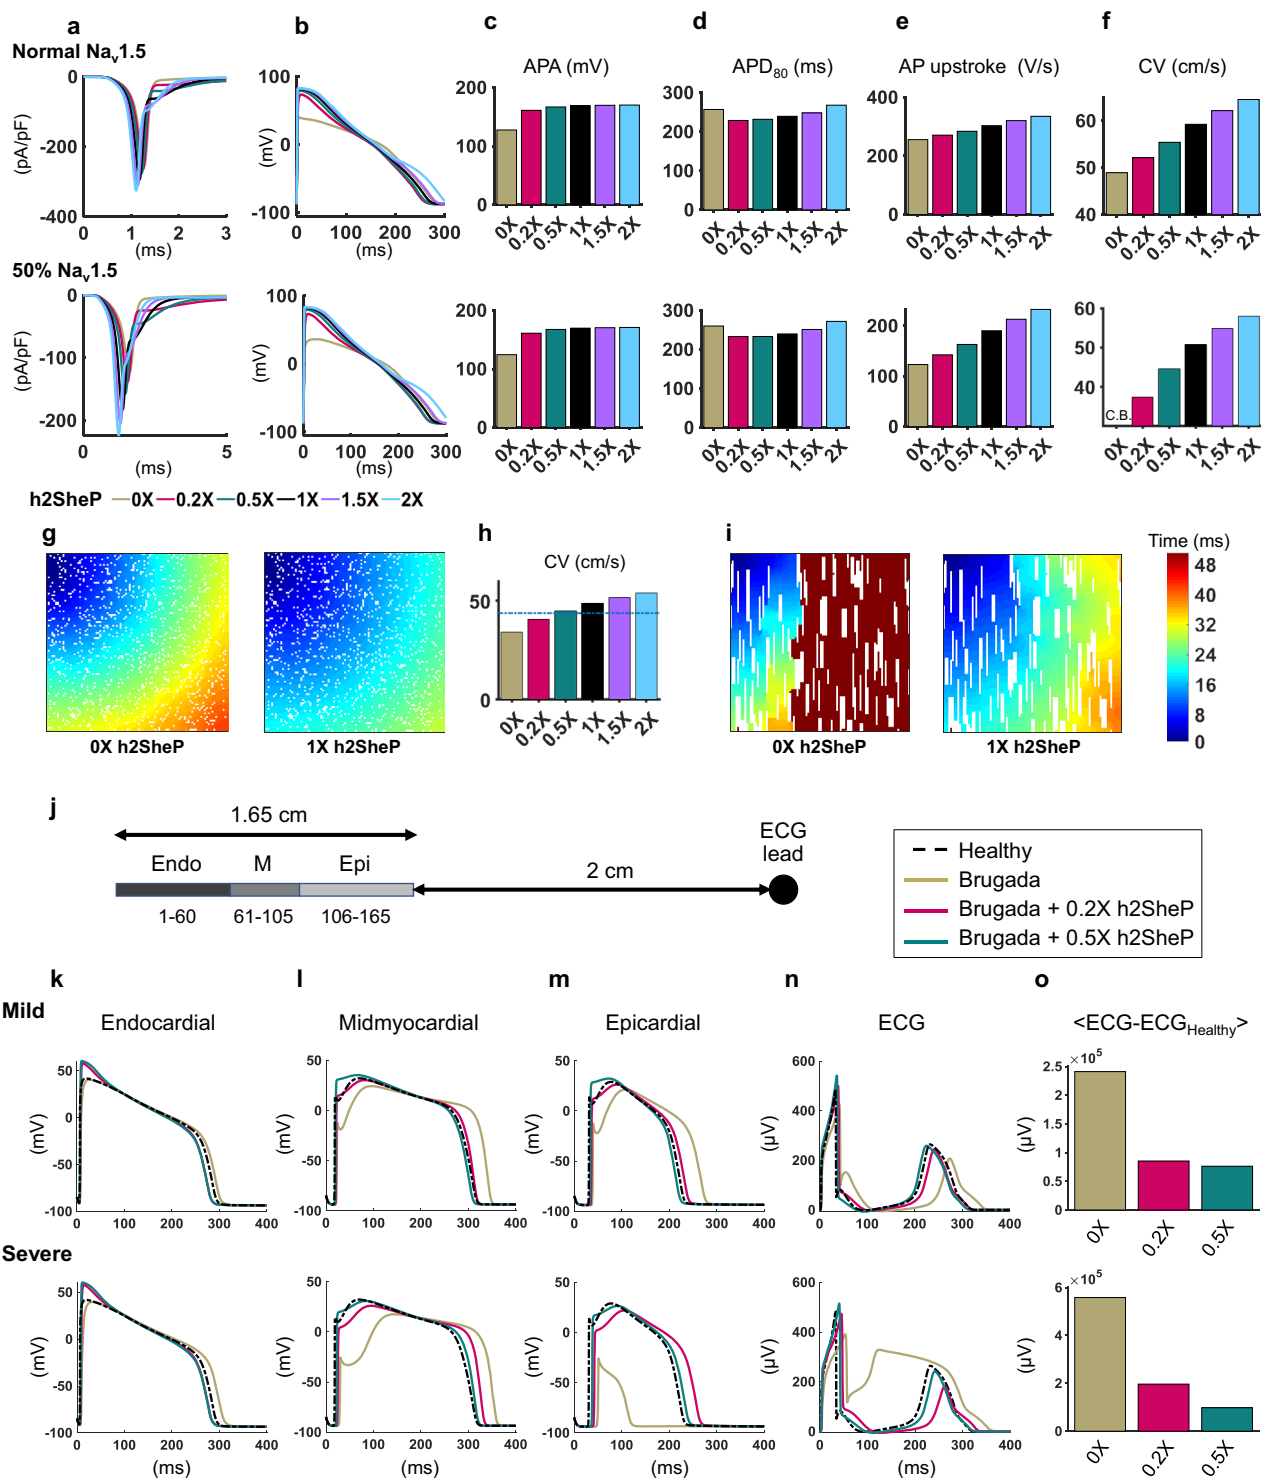 a b c d e f
Normal Nav1.5
APA (mV) APD80 (ms) AP upstroke (V/s) CV (cm/s)
0 -100 -200 -300 -400
(pA/pF)
0 1 2 3
(ms)
100 0 -100
(mV)
0 100 200 300
(ms)
200 100 0
0X 0.2X 0.5X 1X 1.5X 2X
300 200 100 0
0X 0.2X 0.5X 1X 1.5X 2X
400 200 0
0X 0.2X 0.5X 1X 1.5X 2X
60 50 40
0X 0.2X 0.5X 1X 1.5X 2X
50% Nav1.5
0 -100 -200
(pA/pF)
0 5
(ms)
100 0 -100
(mV)
0 100 200 300
(ms)
200 100 0
0X 0.2X 0.5X 1X 1.5X 2X
300 200 100 0
0X 0.2X 0.5X 1X 1.5X 2X
200 100 0
0X 0.2X 0.5X 1X 1.5X 2X
60 50 40
C.B.
0X 0.2X 0.5X 1X 1.5X 2X
h2SheP 0X 0.2X 0.5X 1X 1.5X 2X
g h i
0X h2SheP 1X h2SheP
CV (cm/s)
50 0
0X 0.2X 0.5X 1X 1.5X 2X
0X h2SheP 1X h2SheP
Time (ms)
48
40
32
24
16
8
0
j
1.65 cm
Endo M Epi
1-60 61-105 106-165
2 cm
ECG
lead
Healthy
Brugada
Brugada + 0.2X h2SheP
Brugada + 0.5X h2SheP
k l m n o
Mild
Endocardial Midmyocardial Epicardial ECG <ECG-ECGHealthy>
50 0 -50 -100
(mV)
0 100 200 300 400
50 0 -50 -100
(mV)
0 100 200 300 400
50 0 -50 -100
(mV)
0 100 200 300 400
600 400 200 0
(µV)
0 100 200 300 400
×10^5
2.5 2 1.5 1 0.5 0
(µV)
0X 0.2X 0.5X
Severe
50 0 -50 -100
(mV)
0 100 200 300 400
(ms)
50 0 -50 -100
(mV)
0 100 200 300 400
(ms)
50 0 -50 -100
(mV)
0 100 200 300 400
(ms)
600 400 200 0
(µV)
0 100 200 300 400
(ms)
×10^5
6 4 2 0
(µV)
0X 0.2X 0.5X